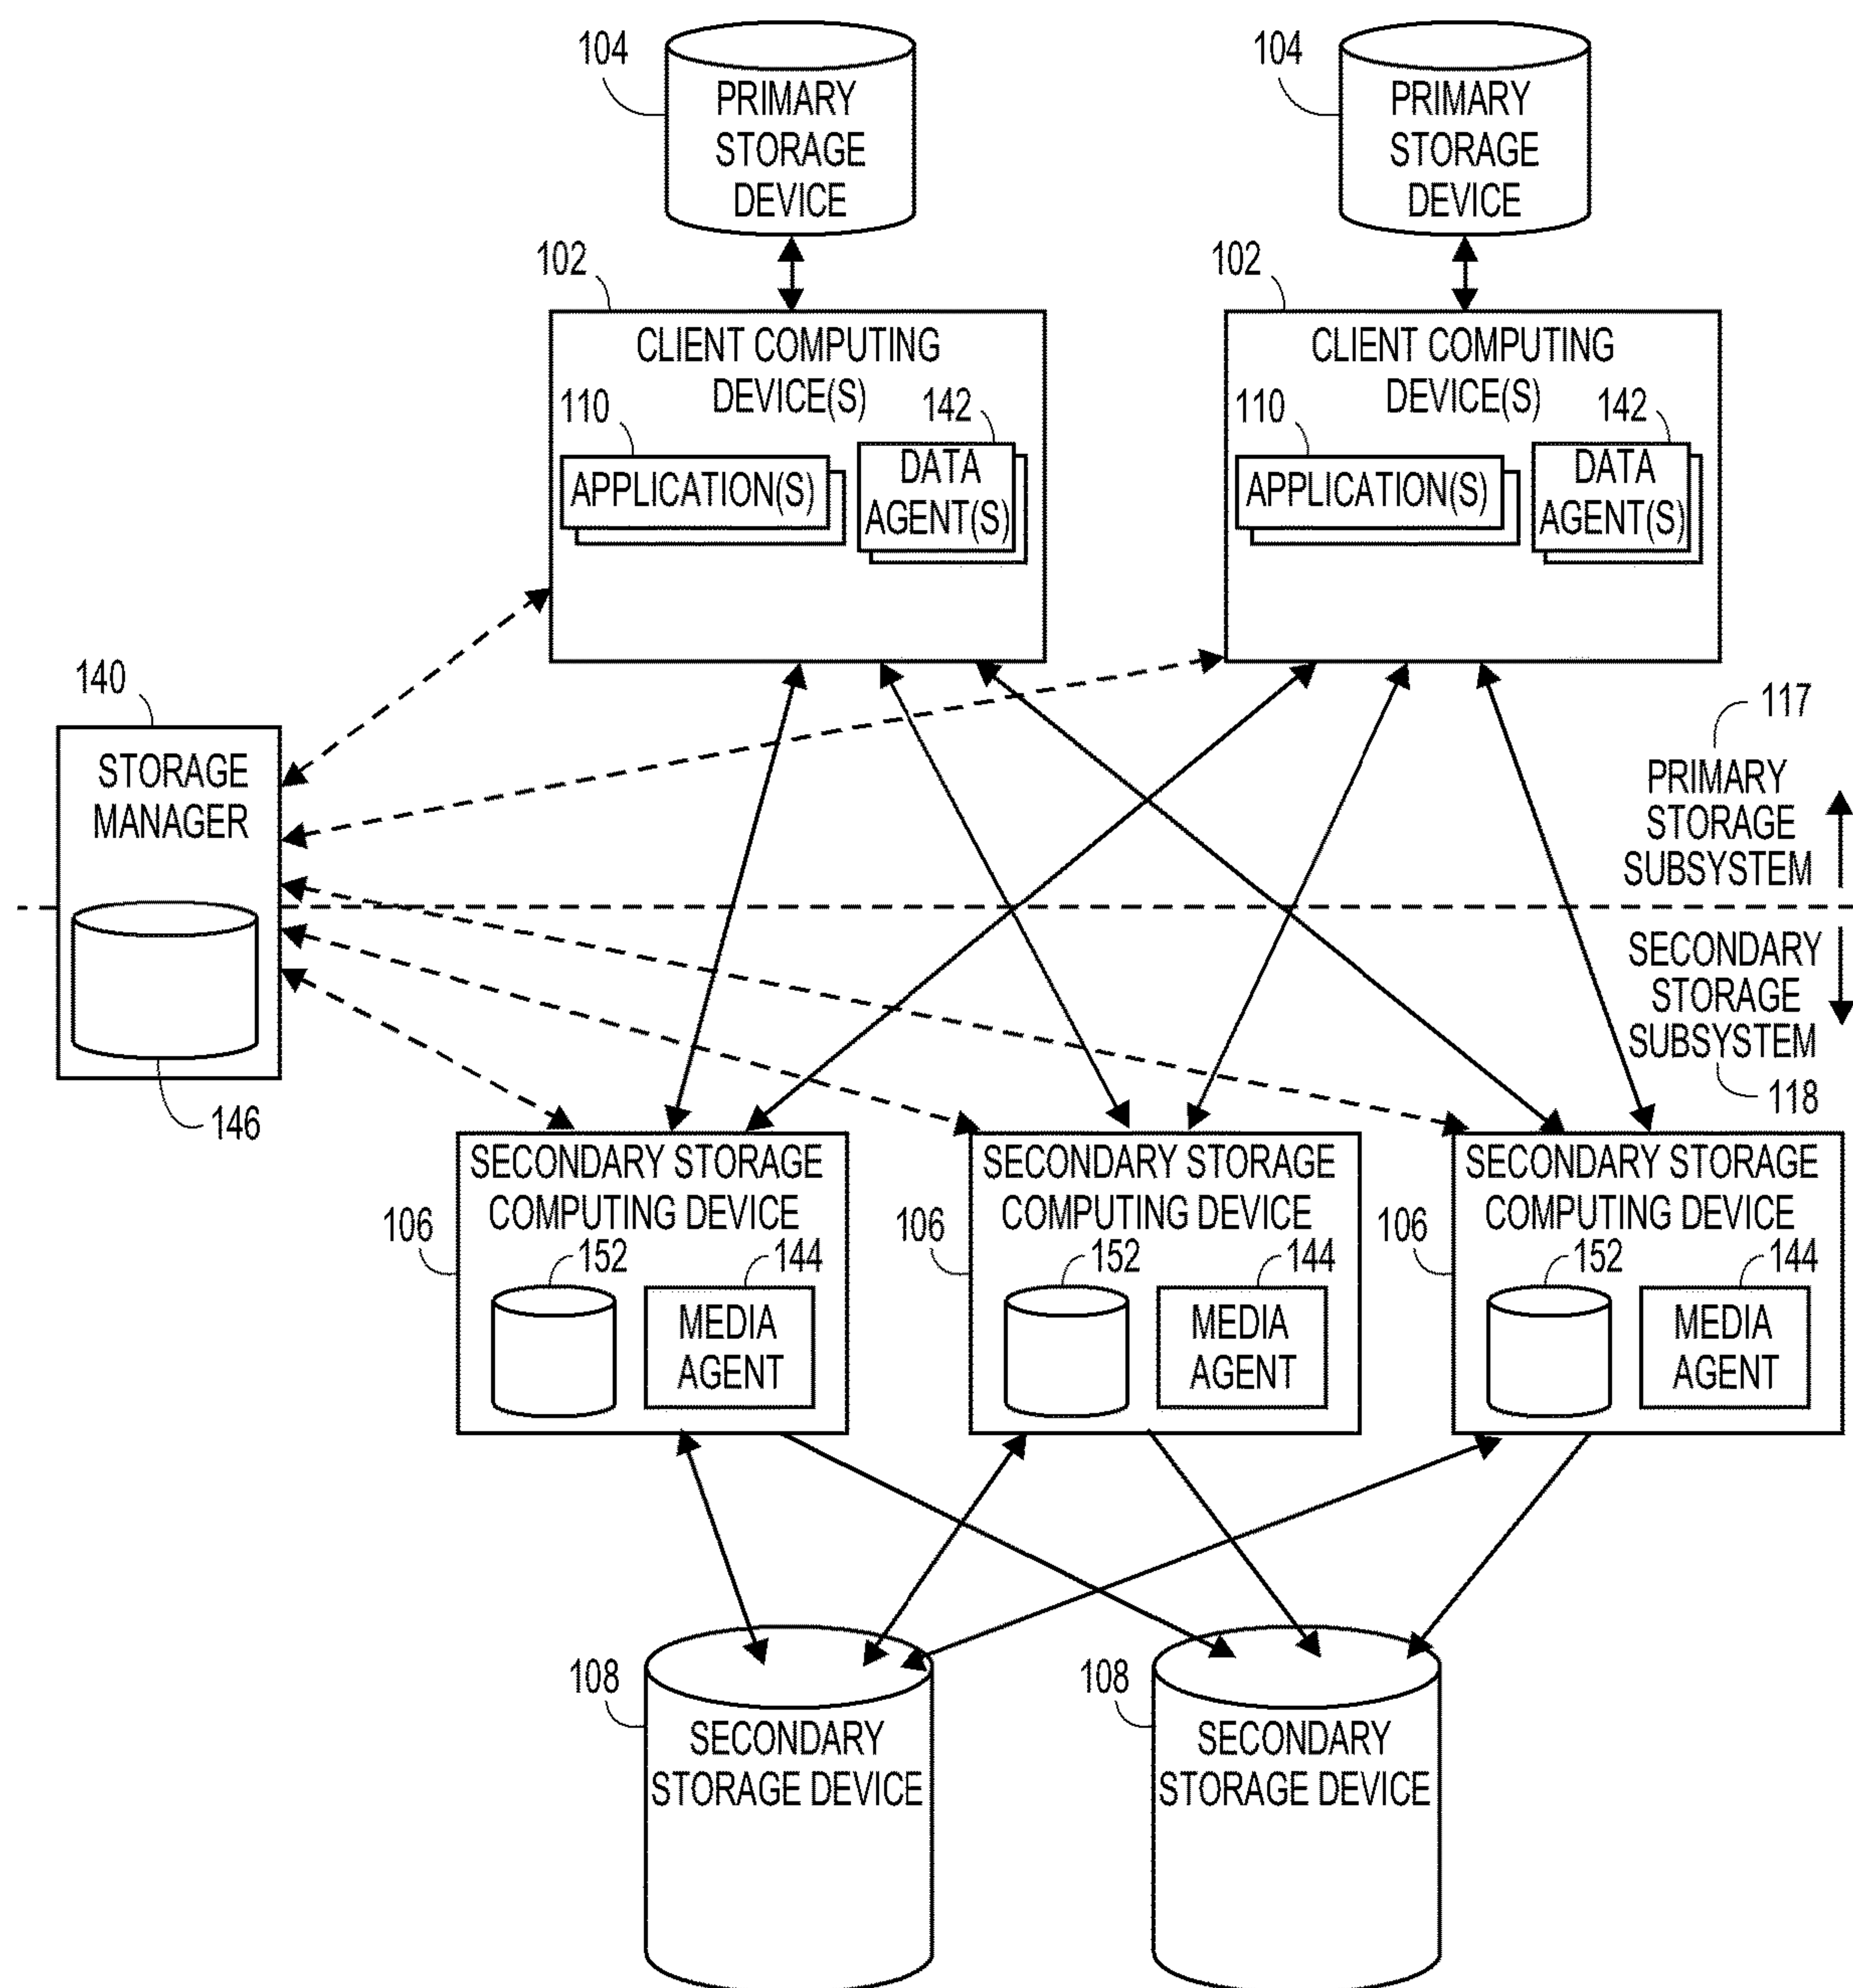 104
PRIMARY
STORAGE
DEVICE
104
PRIMARY
STORAGE
DEVICE
102
CLIENT COMPUTING
DEVICE(S)
110
142
APPLICATION(S)
DATA
AGENT(S)
102
CLIENT COMPUTING
DEVICE(S)
110
142
APPLICATION(S)
DATA
AGENT(S)
140
STORAGE
MANAGER
146
117
PRIMARY
STORAGE
SUBSYSTEM
SECONDARY
STORAGE
SUBSYSTEM
118
SECONDARY STORAGE
COMPUTING DEVICE
106
152
144
MEDIA
AGENT
SECONDARY STORAGE
COMPUTING DEVICE
106
152
144
MEDIA
AGENT
SECONDARY STORAGE
COMPUTING DEVICE
106
152
144
MEDIA
AGENT
108
SECONDARY
STORAGE DEVICE
108
SECONDARY
STORAGE DEVICE